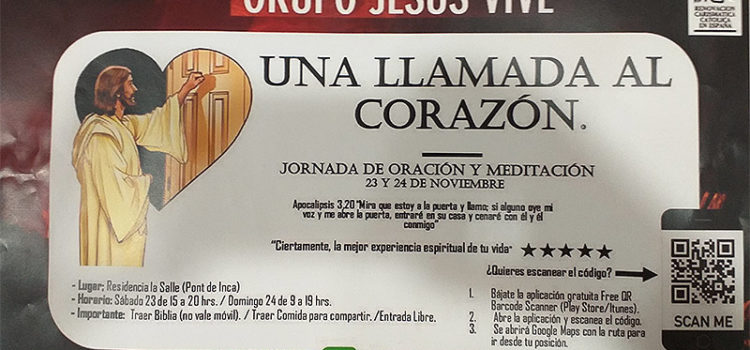 GRUPO JESÚS VIVE
RENOVACIÓN
CARISMÁTICA
CATÓLICA
EN ESPAÑA
UNA LLAMADA AL
CORAZÓN.
JORNADA DE ORACIÓN Y MEDITACIÓN
23 Y 24 DE NOVIEMBRE
Apocalipsis 3,20 "Mira que estoy a la puerta y llamo; si alguno oye mi
voz y me abre la puerta, entraré en su casa y cenaré con él y él
conmigo"
"Ciertamente, la mejor experiencia espiritual de tu vida"
¿Quieres escanear el código?
- Lugar; Residencia la Salle (Pont de Inca)
- Horario: Sábado 23 de 15 a 20 hrs. / Domingo 24 de 9 a 19 hrs.
- Importante: Traer Biblia (no vale móvil). / Traer Comida para compartir. /Entrada Libre.
1. Bájate la aplicación gratuita Free QR
Barcode Scanner (Play Store/Itunes).
2. Abre la aplicación y escanea el código.
3. Se abrirá Google Maps con la ruta para
ir desde tu posición.
SCAN ME